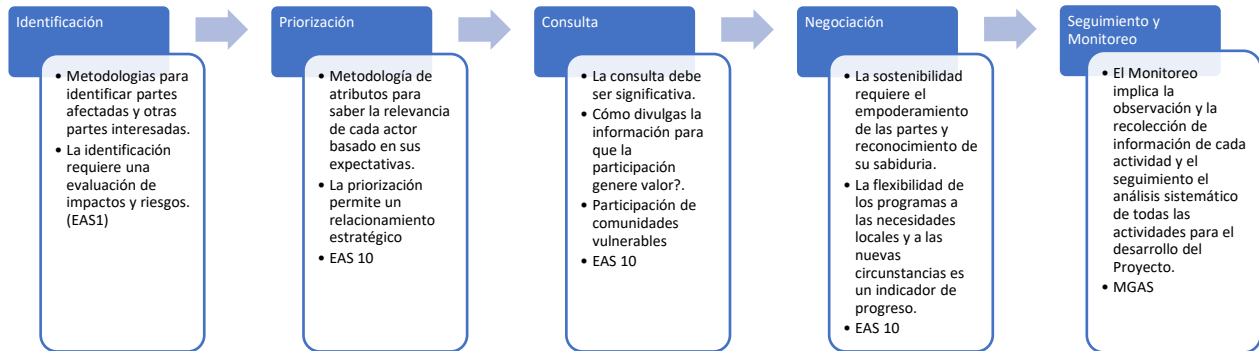 Identificación
• Metodologias para
identificar partes
afectadas y otras
partes interesadas.
• La identificación
requiere una
evaluación de
impactos y riesgos.
(EAS1)
Priorización
• Metodología de
atributos para
saber la relevancia
de cada actor
basado en sus
expectativas.
• La priorización
permite un
relacionamiento
estratégico
• EAS 10
Consulta
• La consulta debe
ser significativa.
• Cómo divulgas la
información para
que la
participación
genere valor?.
• Participación de
comunidades
vulnerables
• EAS 10
Negociación
• La sostenibilidad
requiere el
empoderamiento
de las partes y
reconocimiento de
su sabiduria.
• La flexibilidad de
los programas a
las necesidades
locales y a las
nuevas
circunstancias es
un indicador de
progreso.
• EAS 10
Seguimiento y
Monitoreo
• El Monitoreo
implica la
observación y la
recolección de
información de cada
actividad y el
seguimiento el
análisis sistemático
de todas las
actividades para el
desarrollo del
Proyecto.
• MGAS